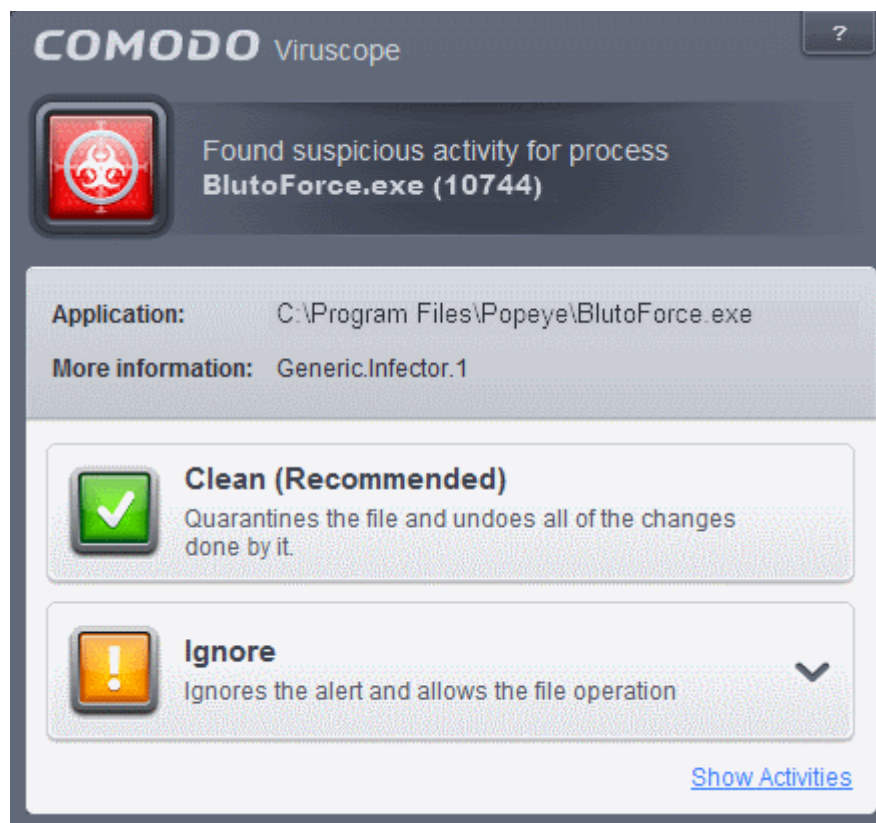 COMODO Viruscope
?
Found suspicious activity for process
BlutoForce.exe (10744)
Application: C:\Program Files\Popeye\BlutoForce.exe
More information: Generic.Infector.1
Clean (Recommended)
Quarantines the file and undoes all of the changes
done by it.
Ignore
Ignores the alert and allows the file operation
Show Activities